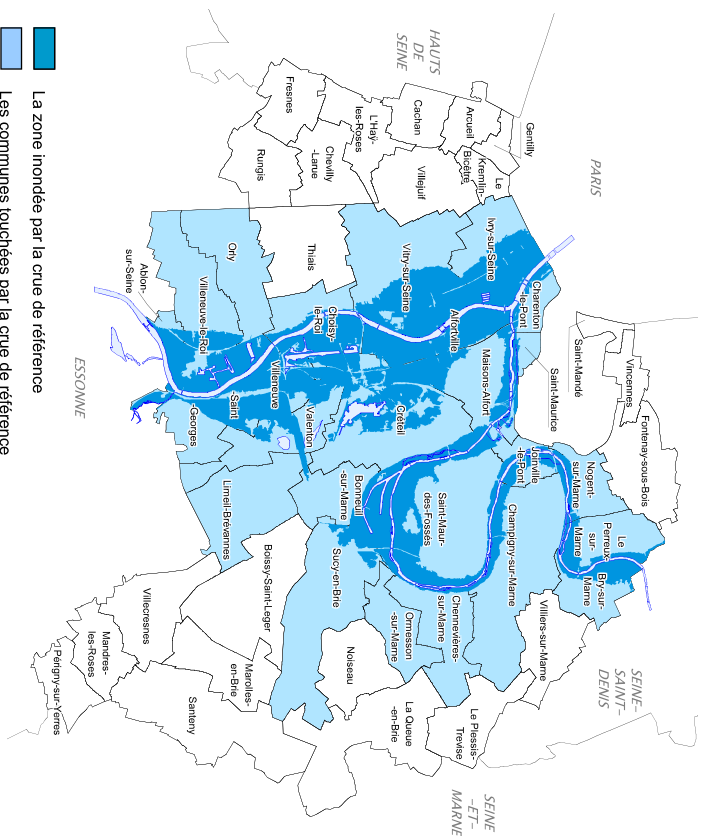 HAUTS
DE
SEINE
PARIS
SEINE-
SAINT-
DENIS
SEINE
-ET-
MARNE
ESSONNE
Gentilly
Arcueil
Le
Kremlin-
Bicêtre
Cachan
Villejuif
L'Haÿ-
les-Roses
Fresnes
Chevilly
-Larue
Rungis
Thiais
Orly
Ivry-sur-Seine
Vitry-sur-Seine
Charenton
-le-Pont
Saint-Maurice
Saint-Mandé
Vincennes
Fontenay-sous-Bois
Nogent-
sur-Marne
Le
Perreux-
sur-
Marne
Bry-sur-
Marne
Joinville
-le-Pont
Champigny-sur-Marne
Villiers-sur-Marne
Alfortville
Maisons-Alfort
Créteil
Saint-Maur-
des-Fossés
Choisy-
le-Roi
Villeneuve-le-Roi
Ablon-
sur-Seine
Villeneuve
-Saint
-Georges
Valenton
Bonneuil
-sur-Marne
Limeil-Brévannes
Sucy-en-Brie
Chennevières-
sur-Marne
Ormesson
-sur-Marne
Noiseau
La Queue
-en-Brie
Le Plessis-
Trevise
Boissy-Saint-Leger
Villecresnes
Marolles-
en-Brie
Santeny
Mandres-
les-Roses
Périgny-sur-Yerres
La zone inondée par la crue de référence
Les communes touchées par la crue de référence